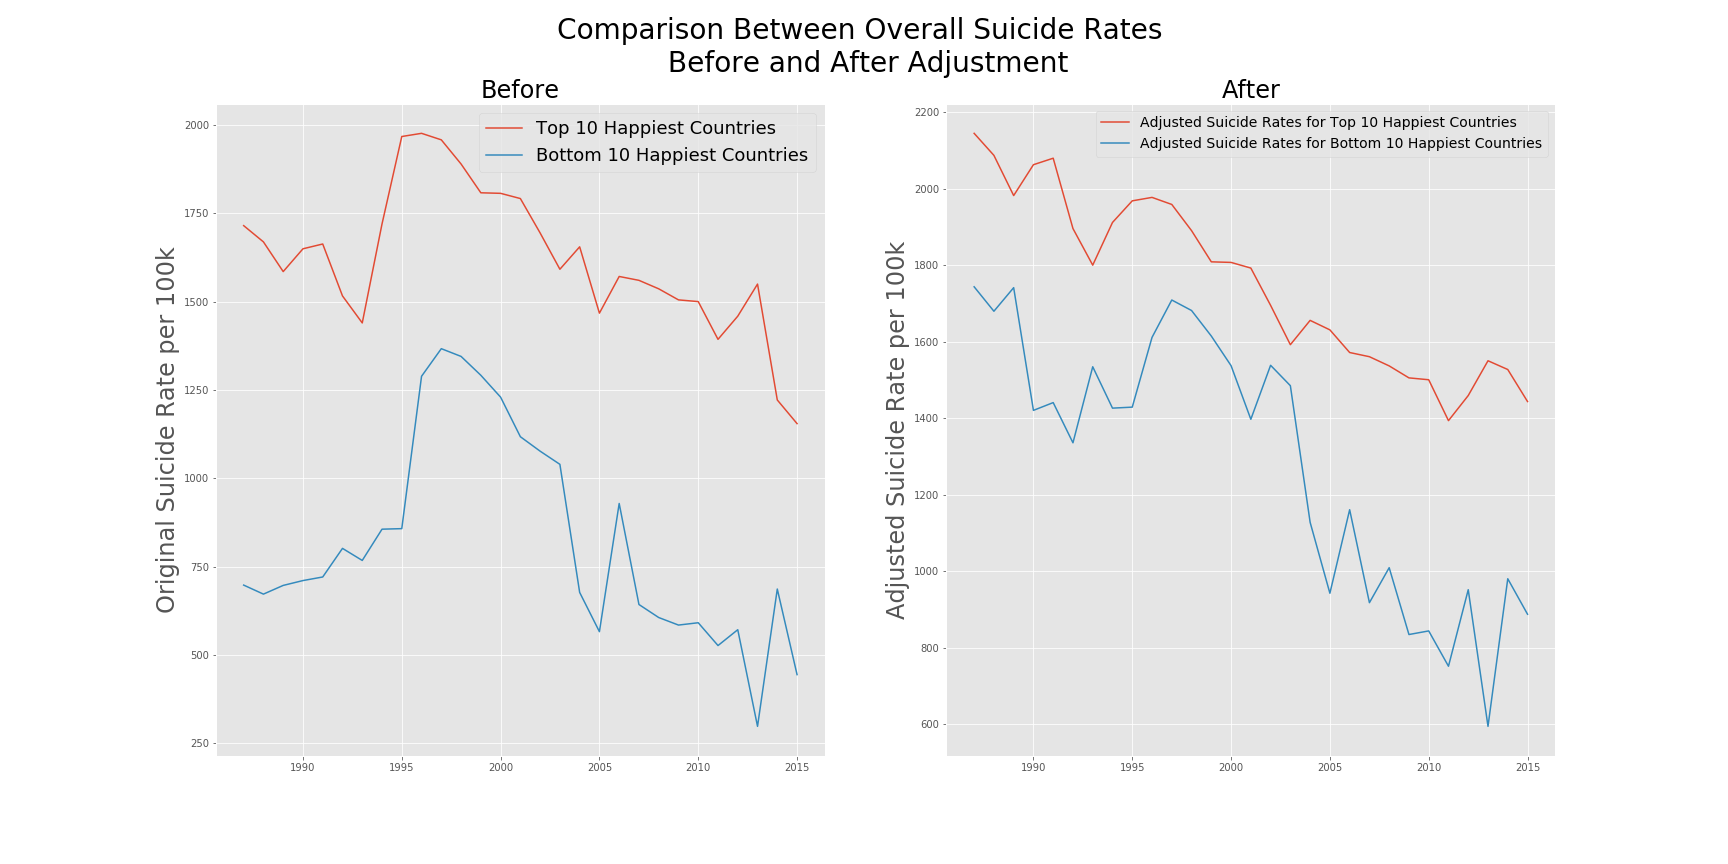 Comparison Between Overall Suicide Rates
Before and After Adjustment
Before
Original Suicide Rate per 100k
2000
1750
1500
1250
1000
750
500
250
Top 10 Happiest Countries
Bottom 10 Happiest Countries
1990 1995 2000 2005 2010 2015
After
Adjusted Suicide Rate per 100k
2200
2000
1800
1600
1400
1200
1000
800
600
Adjusted Suicide Rates for Top 10 Happiest Countries
Adjusted Suicide Rates for Bottom 10 Happiest Countries
1990 1995 2000 2005 2010 2015